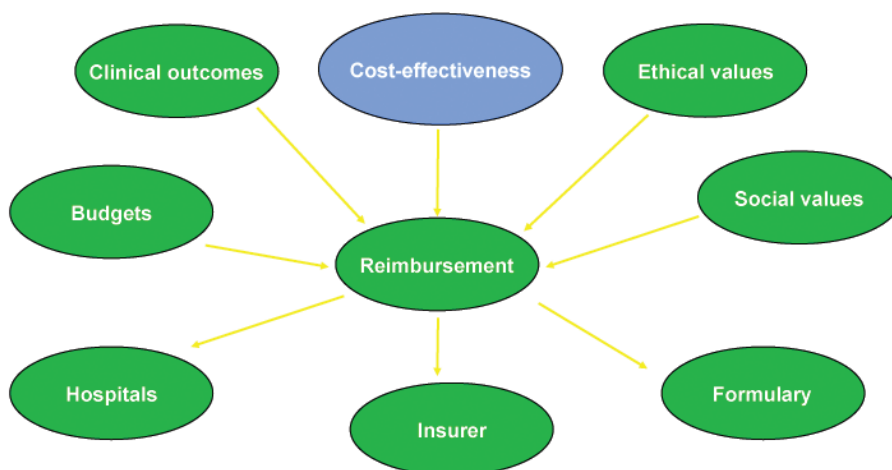 Clinical outcomes
Cost-effectiveness
Ethical values
Budgets
Social values
Reimbursement
Hospitals
Insurer
Formulary